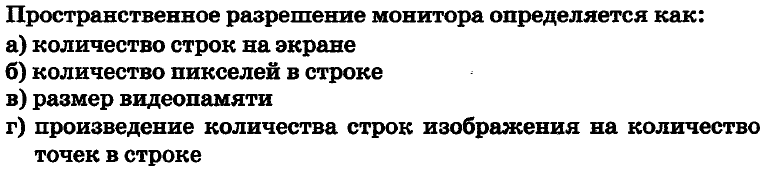 Пространственное разрешение монитора определяется как:
а) количество строк на экране
б) количество пикселей в строке
в) размер видеопамяти
г) произведение количества строк изображения на количество
точек в строке